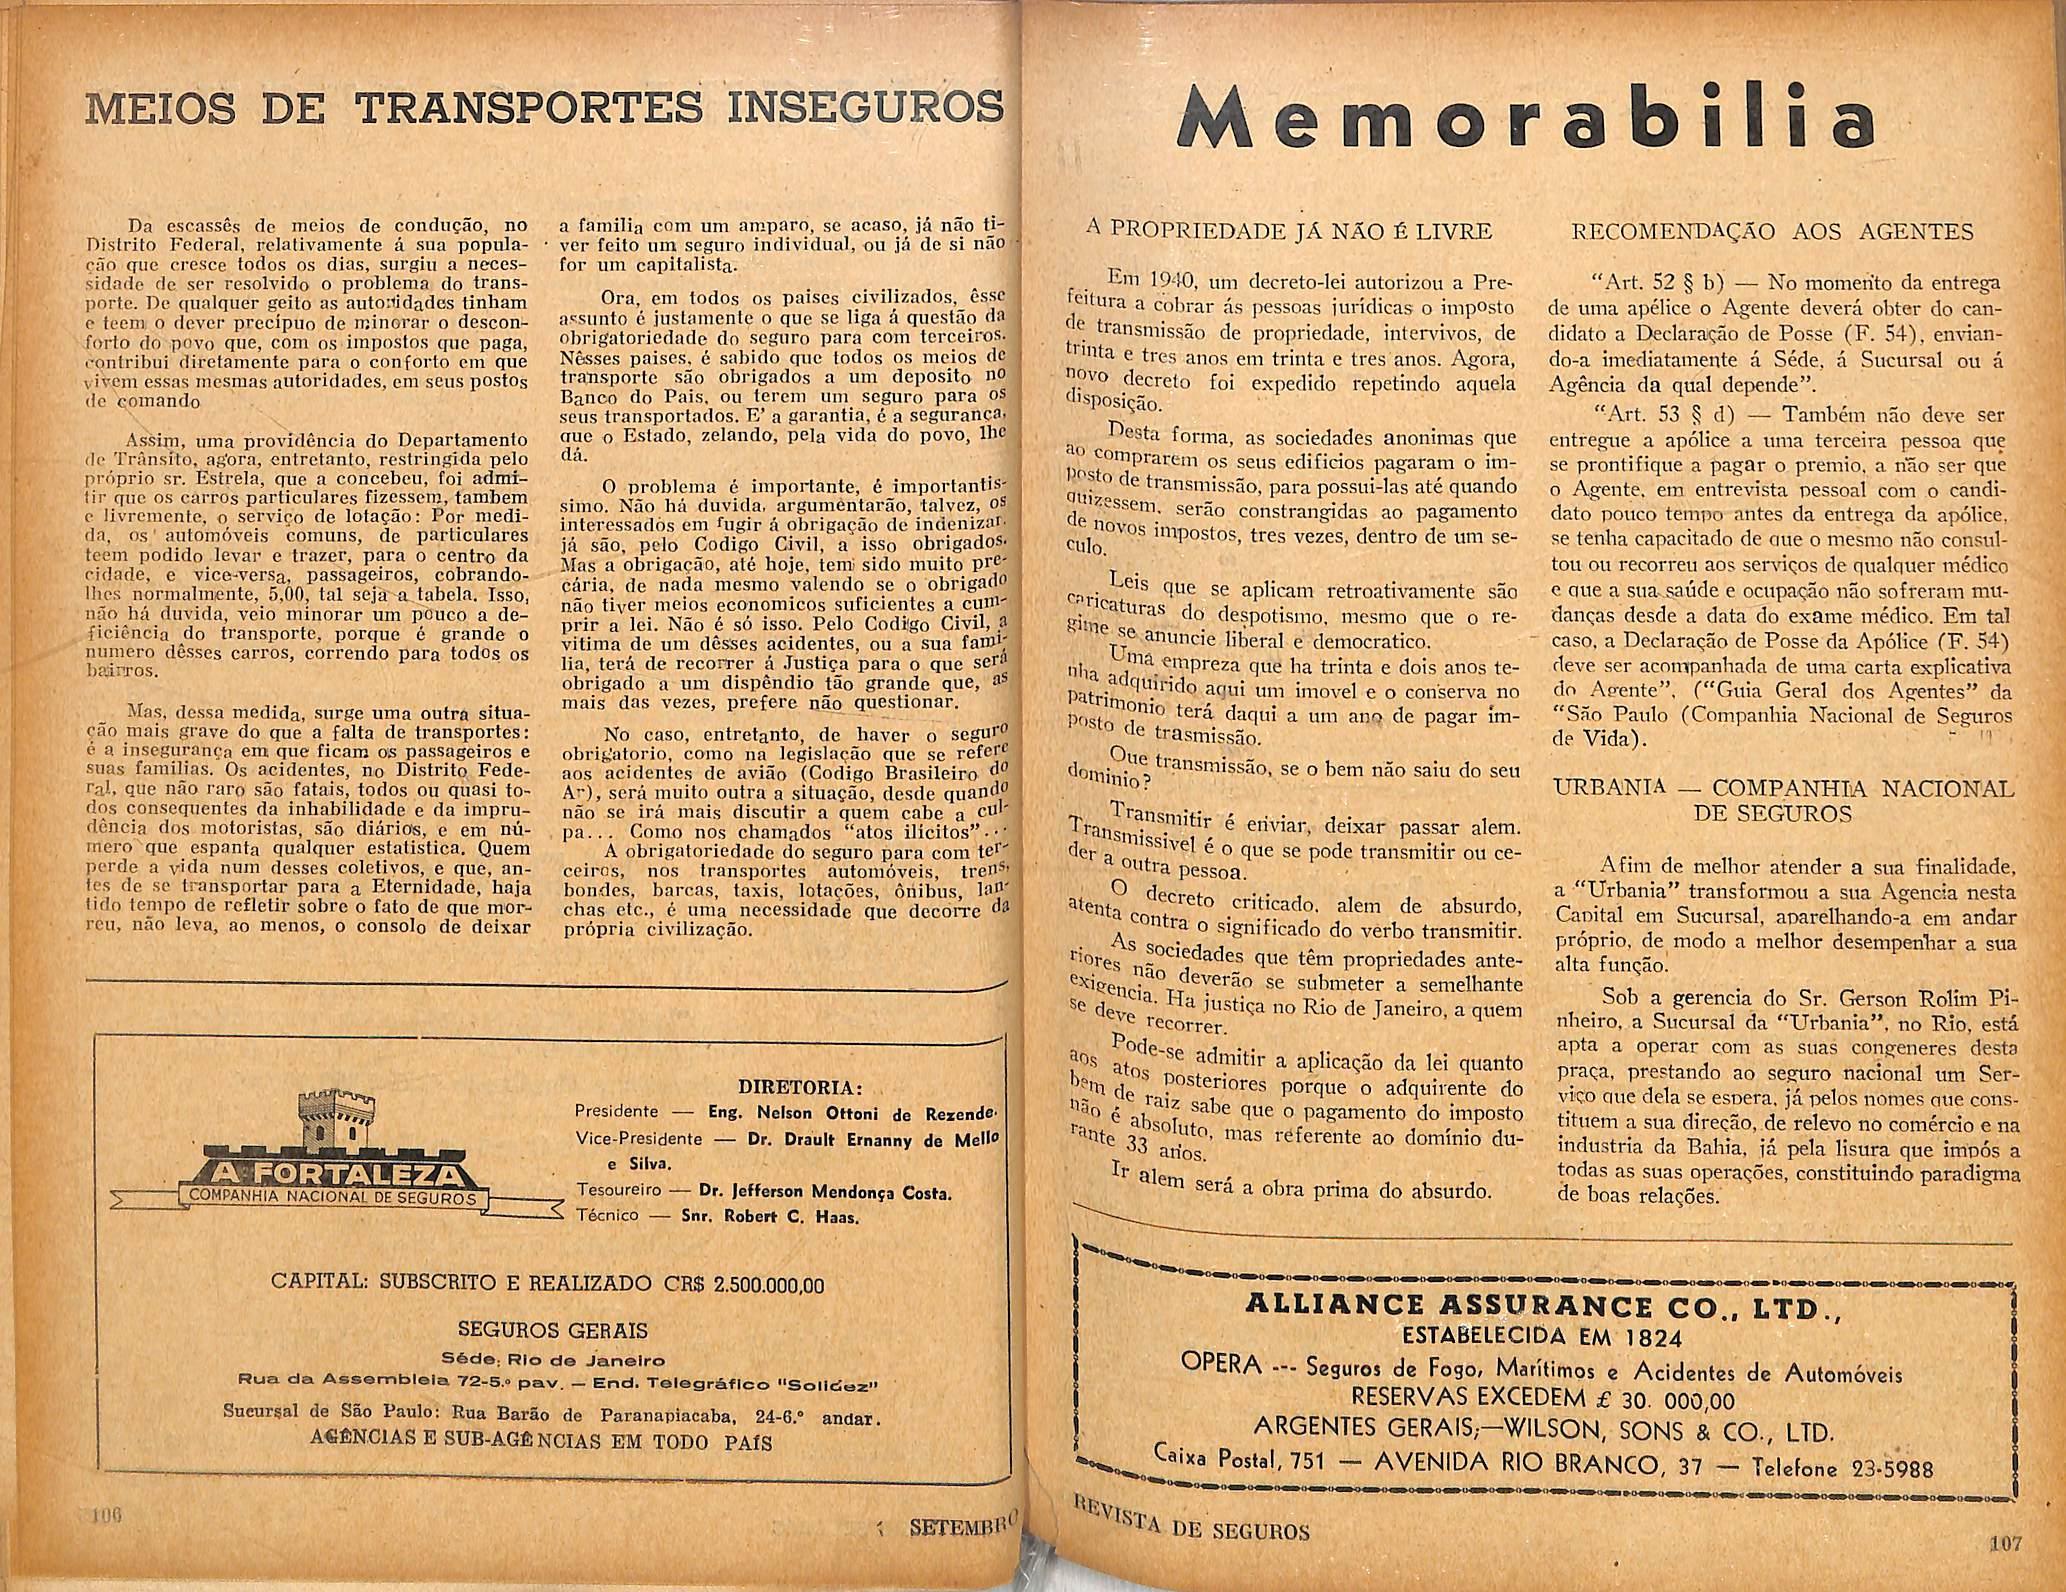 MEIOS DE TRANSPORTES INSEGUROS
Da escassês de meios de condução, no
Distrito Federal, relativamente á sua popula-
ção que cresce todos os dias, surgiu a neces-
sidade de ser resolvido o problema do trans-
porte. De qualquer geito as autoridades tinham
e teem o dever precípuo de minorar o descon-
forto do povo que, com os impostos que paga,
contribui diretamente para o conforto em que
vivem essas mesmas autoridades, em seus postos
de comando
Assim, uma providência do Departamento
de Trânsito, agora, entretanto, restringida pelo
próprio sr. Estrela, que a concebeu, foi admi-
tir que os carros particulares fizessem, tambem
e livremente, o serviço de lotação: Por medi-
da, os automóveis comuns, de particulares
teem podido levar e trazer, para o centro da
cidade, e vice-versa, passageiros, cobrando-
lhes normalmente, 5,00, tal seja a tabela. Isso,
não há duvida, veio minorar um pouco a de-
ficiência do transporte, porque é grande o
numero dêsses carros, correndo para todos os
bairros.
Mas, dessa medida, surge uma outra situa-
ção mais grave do que a falta de transportes:
é a insegurança em que ficam os passageiros e
suas familias. Os acidentes, no Distrito Fede-
ral, que não raro são fatais, todos ou quasi to-
dos consequentes da inhabilidade e da impru-
dência dos motoristas, são diários, e em nú-
mero que espanta qualquer estatistica. Quem
perde a vida num desses coletivos, e que, an-
tes de se transportar para a Eternidade, haja
tido tempo de refletir sobre o fato de que mor-
reu, não leva, ao menos, o consolo de deixar
a familia com um amparo, se acaso, já não ti-
ver feito um seguro individual, ou já de si não
for um capitalista.
Ora, em todos os paises civilizados, êsse
assunto é justamente o que se liga á questão da
obrigatoriedade do seguro para com terceiros.
Nêsses paises, é sabido que todos os meios de
transporte são obrigados a um deposito no
Banco do Pais, ou terem um seguro para os
seus transportados. E' a garantia, é a segurança,
que o Estado, zelando, pela vida do povo, lhe
dá.
O problema é importante, é importantis-
simo. Não há duvida, argumentarão, talvez, os
interessados em fugir á obrigação de indenizar.
já são, pelo Codigo Civil, a isso obrigados.
Mas a obrigação, até hoje, tem sido muito pre-
cária, de nada mesmo valendo se o obrigado
não tiver meios economicos suficientes a cum-
prir a lei. Não é só isso. Pelo Codigo Civil, a
vitima de um dêsses acidentes, ou a sua fami-
lia, terá de recorrer á Justiça para o que será
obrigado a um dispêndio tão grande que, as
mais das vezes, prefere não questionar.
No caso, entretanto, de haver o seguro
obrigatorio, como na legislação que se refere
aos acidentes de avião (Codigo Brasileiro do
Ar), será muito outra a situação, desde quando
não se irá mais discutir a quem cabe a cul-
pa... Como nos chamados "atos ilícitos"...
A obrigatoriedade do seguro para com ter-
ceiros, nos transportes automóveis, trens,
bondes, barcas, taxis, lotações, ônibus, lan-
chas etc., é uma necessidade que decorre da
própria civilização.
A FORTALEZA
COMPANHIA NACIONAL DE SEGUROS
DIRETORIA:
Presidente — Eng. Nelson Ottoni de Rezende.
Vice-Presidente — Dr. Drault Ernanny de Mello
e Silva.
Tesoureiro — Dr. Jefferson Mendonça Costa.
Técnico — Snr. Robert C. Haas.
CAPITAL: SUBSCRITO E REALIZADO CR$ 2.500.000,00
SEGUROS GERAIS
Séde: Rio de Janeiro
Rua da Assembleia 72-5.º pav. — End. Telegráfico "Solidez"
Sucursal de São Paulo: Rua Barão de Paranapiacaba, 24-6.º andar.
AGÊNCIAS E SUB-AGÊNCIAS EM TODO PAÍS
106
SETEMBRO
Memorabilia
A PROPRIEDADE JÁ NÃO É LIVRE
Em 1940, um decreto-lei autorizou a Pre-
feitura a cobrar ás pessoas jurídicas o imposto
de transmissão de propriedade, intervivos, de
trinta e tres anos em trinta e tres anos. Agora,
novo decreto foi expedido repetindo aquela
disposição.
Desta forma, as sociedades anonimas que
ao comprarem os seus edificios pagaram o im-
posto de transmissão, para possui-las até quando
quizessem, serão constrangidas ao pagamento
de novos impostos, tres vezes, dentro de um se-
culo.
Leis que se aplicam retroativamente são
caricaturas do despotismo, mesmo que o re-
gime se anuncie liberal e democratico.
Uma empreza que ha trinta e dois anos te-
nha adquirido aqui um imovel e o conserva no
patrimonio terá daqui a um ano de pagar im-
posto de trasmissão.
Que transmissão, se o bem não saiu do seu
dominio?
Transmitir é enviar, deixar passar alem.
Transmissivel é o que se pode transmitir ou ce-
der a outra pessoa.
O decreto criticado, alem de absurdo,
atenta contra o significado do verbo transmitir.
As sociedades que têm propriedades ante-
riores não deverão se submeter a semelhante
exigencia. Ha justiça no Rio de Janeiro, a quem
se deve recorrer.
Pode-se admitir a aplicação da lei quanto
aos atos posteriores porque o adquirente do
bem de raiz sabe que o pagamento do imposto
não é absoluto, mas referente ao domínio du-
rante 33 anos.
Ir alem será a obra prima do absurdo.
RECOMENDAÇÃO AOS AGENTES
"Art. 52 § b) — No momento da entrega
de uma apélice o Agente deverá obter do can-
didato a Declaração de Posse (F. 54), envian-
do-a imediatamente á Séde, á Sucursal ou á
Agência da qual depende".
"Art. 53 § d) — Também não deve ser
entregue a apólice a uma terceira pessoa que
se prontifique a pagar o premio, a não ser que
o Agente, em entrevista pessoal com o candi-
dato pouco tempo antes da entrega da apólice,
se tenha capacitado de que o mesmo não consul-
tou ou recorreu aos serviços de qualquer médico
e que a sua saúde e ocupação não sofreram mu-
danças desde a data do exame médico. Em tal
caso, a Declaração de Posse da Apólice (F. 54)
deve ser acompanhada de uma carta explicativa
do Agente", ("Guia Geral dos Agentes" da
"São Paulo (Companhia Nacional de Seguros
de Vida).
URBANIA — COMPANHIA NACIONAL
DE SEGUROS
Afim de melhor atender a sua finalidade,
a "Urbania" transformou a sua Agencia nesta
Capital em Sucursal, aparelhando-a em andar
próprio, de modo a melhor desempenhar a sua
alta função.
Sob a gerencia do Sr. Gerson Rolim Pi-
nheiro, a Sucursal da "Urbania", no Rio, está
apta a operar com as suas congeneres desta
praça, prestando ao seguro nacional um Ser-
viço que dela se espera, já pelos nomes que cons-
tituem a sua direção, de relevo no comércio e na
industria da Bahia, já pela lisura que impós a
todas as suas operações, constituindo paradigma
de boas relações.
ALLIANCE ASSURANCE CO., LTD.,
ESTABELECIDA EM 1824
OPERA --- Seguros de Fogo, Marítimos e Acidentes de Automóveis
RESERVAS EXCEDEM £ 30. 000,00
ARGENTES GERAIS;—WILSON, SONS & CO., LTD.
Caixa Postal, 751 — AVENIDA RIO BRANCO, 37 — Telefone 23-5988
REVISTA DE SEGUROS
107